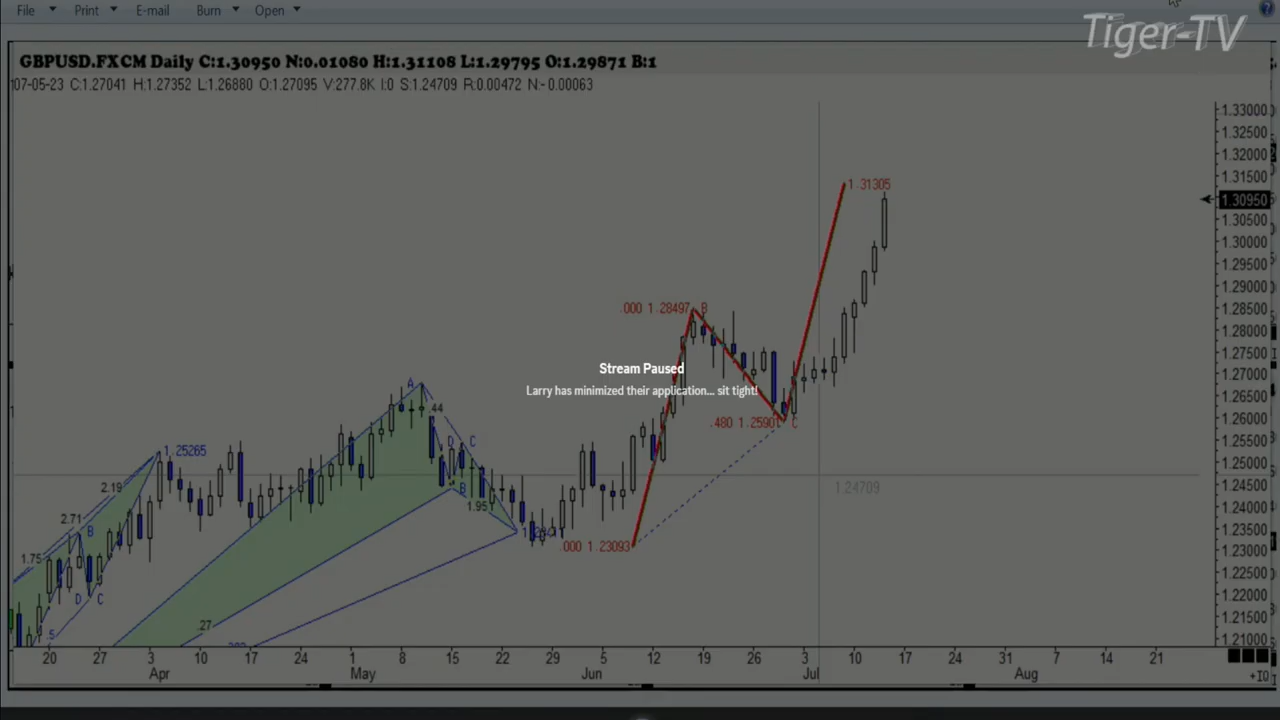 File Print E-mail Burn Open
Tiger-TV
GBPUSD.FXCM Daily C:1.30950 N:0.01080 H:1.31108 L:1.29795 O:1.29871 B:1
07-05-23 C:1.27041 H:1.27352 L:1.26880 O:1.27095 V:277.8K I:0 S:1.24709 R:0.00472 N:-0.00063
1.33000
1.32500
1.32000
1.31500
1.31305
1.30950
1.30500
1.30000
1.29500
1.29000
1.28500
.000 1.28497 B
1.28000
1.27500
Stream Paused
1.27000
Larry has minimized their application... sit tight!
A
1.26500
.44
1.26000
.480 1.25901 C
1.25500
D C
1.25265
1.25000
1.24500
2.19
B
1.24709
1.24000
1.95
2.71
1.23500
B
.000 1.23093
1.23000
1.75
1.22500
1.22000
D C
1.21500
.27
.5
1.21000
20 27 3 10 17 24 1 8 15 22 29 5 12 19 26 3 10 17 24 31 7 14 21
Apr May Jun Jul Aug